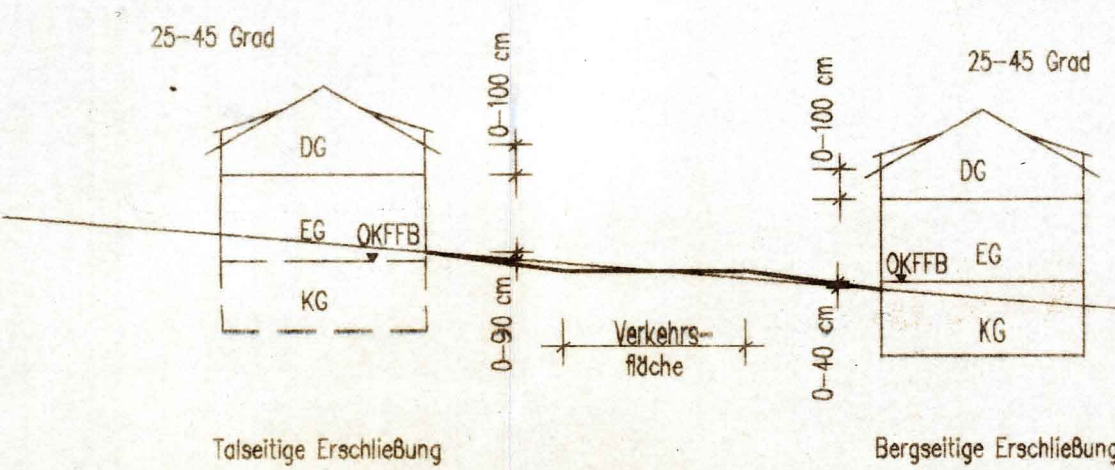 25-45 Grad
0-100 cm
DG
EG
OKFFB
KG
0-90 cm
Verkehrs-
fläche
Talseitige Erschließung
25-45 Grad
0-100 cm
DG
EG
OKFFB
KG
0-40 cm
Bergseitige Erschließung